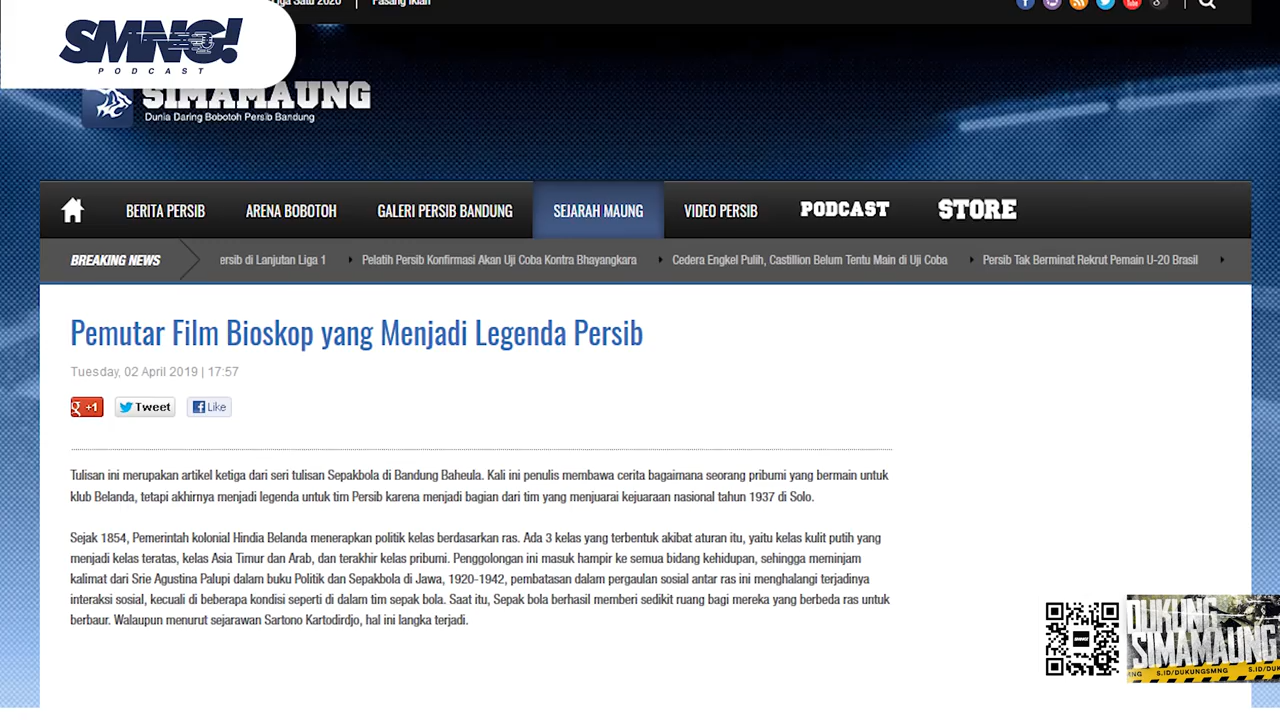 Liga Satu 2020 | Pasang Iklan
SMNG!
PODCAST
SIMAMAUNG
Dunia Daring Bobotoh Persib Bandung
BERITA PERSIB ARENA BOBOTOH GALERI PERSIB BANDUNG SEJARAH MAUNG VIDEO PERSIB PODCAST STORE
BREAKING NEWS ersib di Lanjutan Liga 1 Pelatih Persib Konfirmasi Akan Uji Coba Kontra Bhayangkara Cedera Engkel Pulih, Castillion Belum Tentu Main di Uji Coba Persib Tak Berminat Rekrut Pemain U-20 Brasil
Pemutar Film Bioskop yang Menjadi Legenda Persib
Tuesday, 02 April 2019 | 17:57
g +1 Tweet Like
Tulisan ini merupakan artikel ketiga dari seri tulisan Sepakbola di Bandung Baheula. Kali ini penulis membawa cerita bagaimana seorang pribumi yang bermain untuk
klub Belanda, tetapi akhirnya menjadi legenda untuk tim Persib karena menjadi bagian dari tim yang menjuarai kejuaraan nasional tahun 1937 di Solo.
Sejak 1854, Pemerintah kolonial Hindia Belanda menerapkan politik kelas berdasarkan ras. Ada 3 kelas yang terbentuk akibat aturan itu, yaitu kelas kulit putih yang
menjadi kelas teratas, kelas Asia Timur dan Arab, dan terakhir kelas pribumi. Penggolongan ini masuk hampir ke semua bidang kehidupan, sehingga meminjam
kalimat dari Srie Agustina Palupi dalam buku Politik dan Sepakbola di Jawa, 1920-1942, pembatasan dalam pergaulan sosial antar ras ini menghalangi terjadinya
interaksi sosial, kecuali di beberapa kondisi seperti di dalam tim sepak bola. Saat itu, Sepak bola berhasil memberi sedikit ruang bagi mereka yang berbeda ras untuk
berbaur. Walaupun menurut sejarawan Sartono Kartodirdjo, hal ini langka terjadi.
DUKUNG
SIMAMAUNG
MNG S.ID/DUKUNGSMNG S.ID/DUK